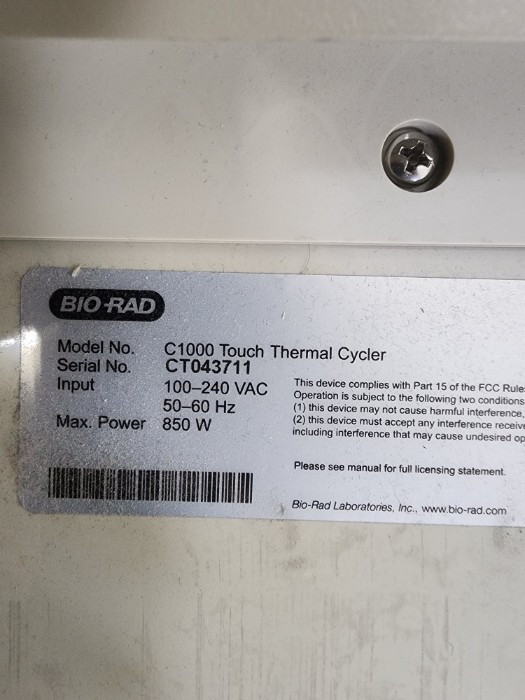 BIO-RAD
Model No. C1000 Touch Thermal Cycler
Serial No. CT043711
Input 100–240 VAC
50–60 Hz
Max. Power 850 W
This device complies with Part 15 of the FCC Rule
Operation is subject to the following two conditions
(1) this device may not cause harmful interference,
(2) this device must accept any interference receive
including interference that may cause undesired op
Please see manual for full licensing statement.
Bio-Rad Laboratories, Inc., www.bio-rad.com